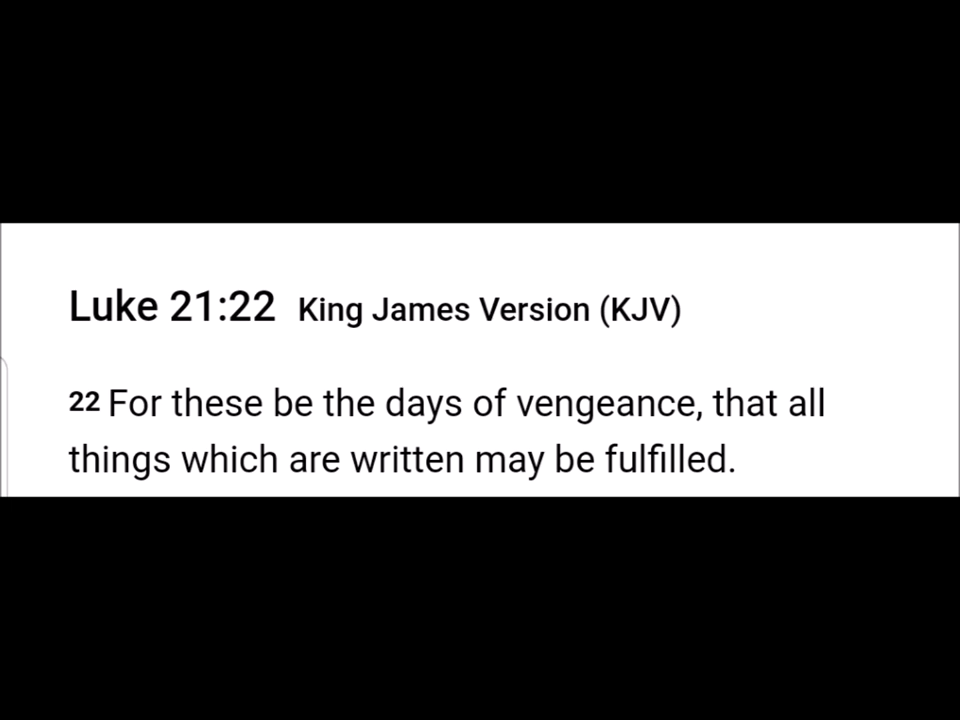 Luke 21:22 King James Version (KJV)
22 For these be the days of vengeance, that all
things which are written may be fulfilled.